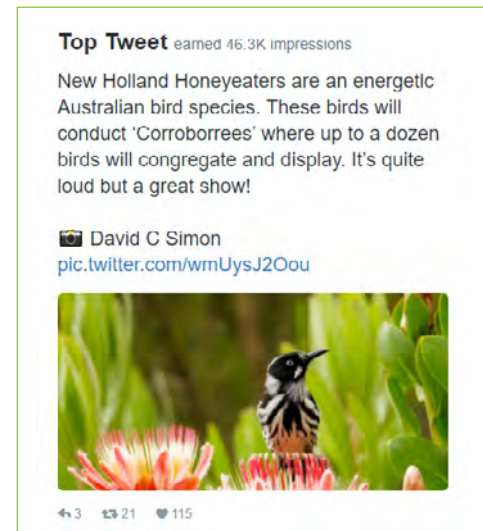 Top Tweet earned 46.3K impressions
New Holland Honeyeaters are an energetic
Australian bird species. These birds will
conduct ‘Corroborrees’ where up to a dozen
birds will congregate and display. It’s quite
loud but a great show!
📷 David C Simon
pic.twitter.com/wmUysJ2Oou
3 21 115